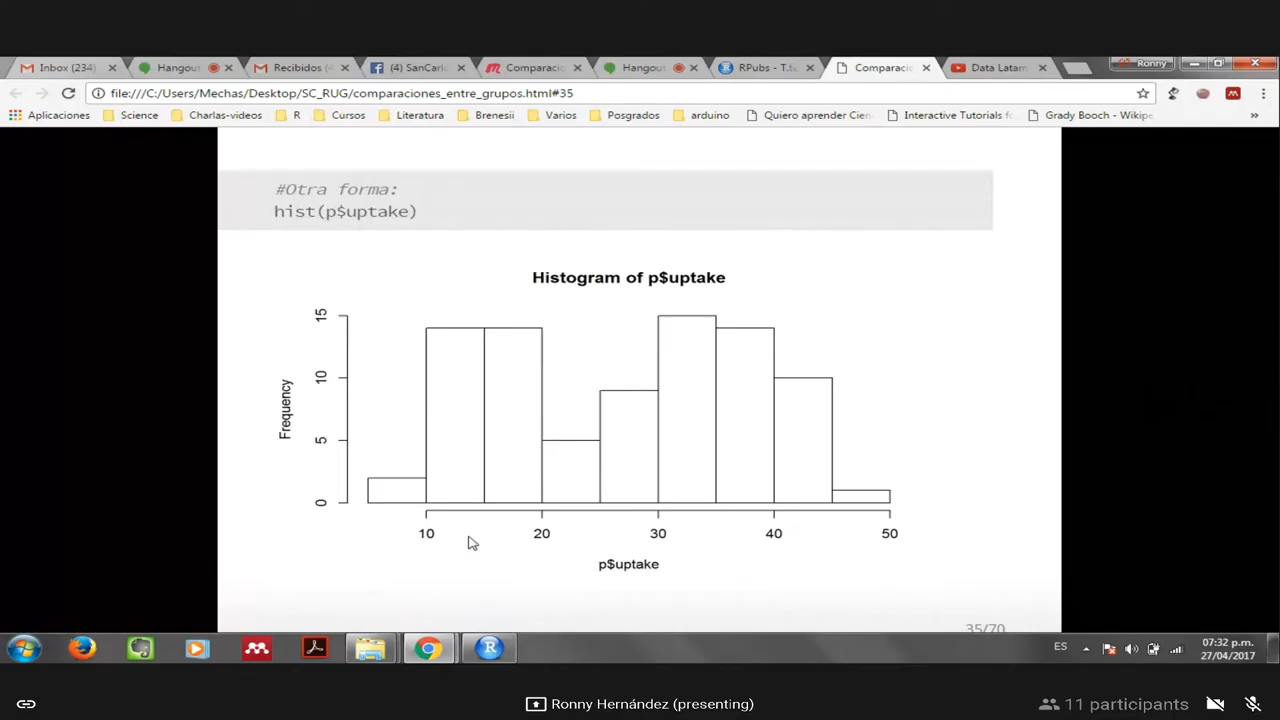 Inbox (234)
Hangout
Recibidos (
(4) SanCarl
Comparacio
Hangout
RPubs - T.te
Comparacio
Data Latam
Ronny
file:///C:/Users/Mechas/Desktop/SC_RUG/comparaciones_entre_grupos.html#35
Aplicaciones
Science
Charlas-videos
R
Cursos
Literatura
Brenesii
Varios
Posgrados
arduino
Quiero aprender Cien
Interactive Tutorials fo
Grady Booch - Wikipe
»
#Otra forma:
hist(p$uptake)
Histogram of p$uptake
Frequency
15
10
5
0
10 20 30 40 50
p$uptake
35/70
ES
07:32 p.m.
27/04/2017
Ronny Hernández (presenting)
11 participants